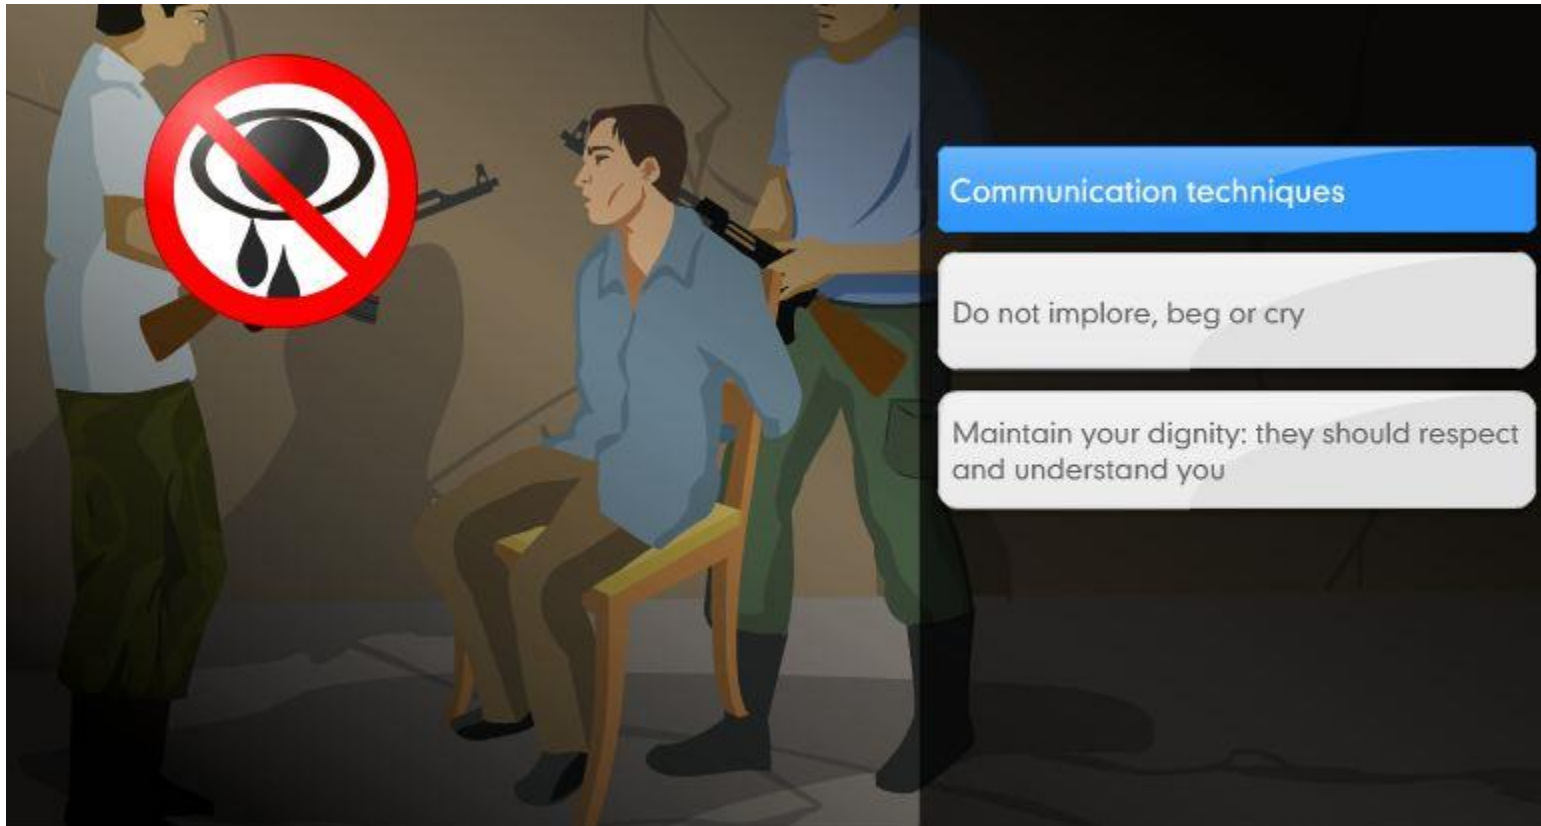 Communication techniques
Do not implore, beg or cry
Maintain your dignity: they should respect
and understand you